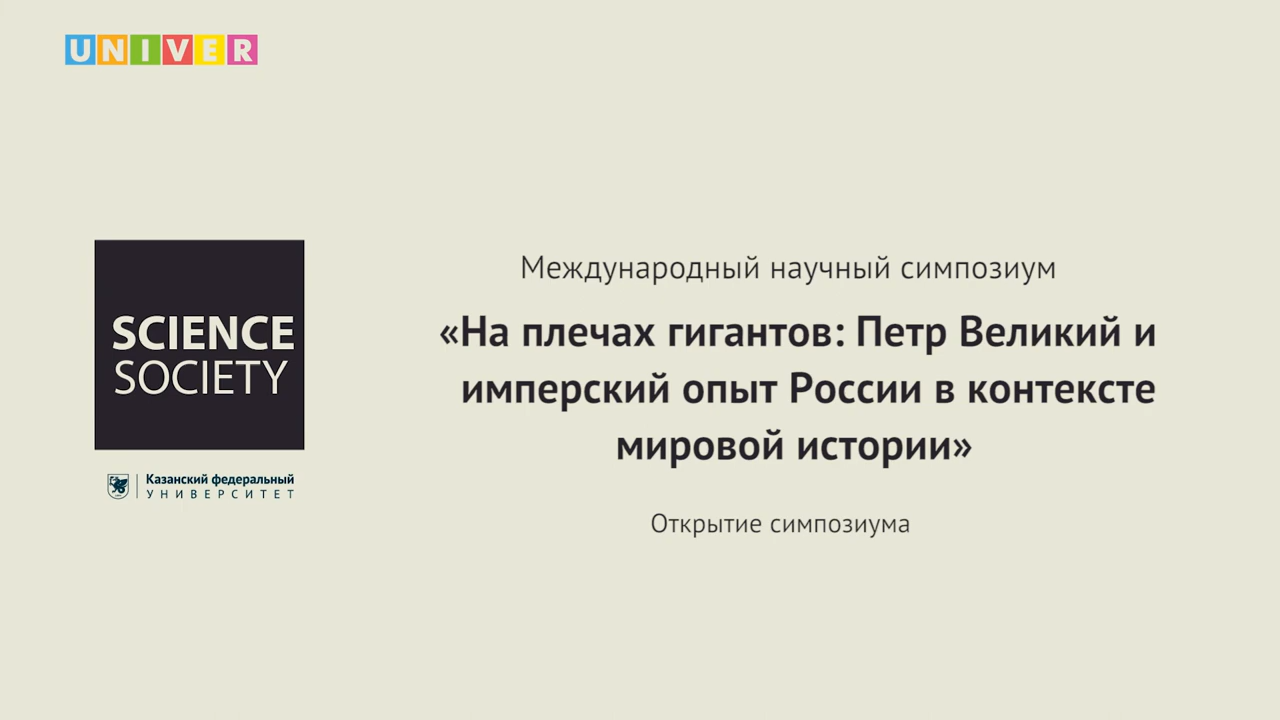 UNIVER
SCIENCE
SOCIETY
Казанский федеральный
УНИВЕРСИТЕТ
Международный научный симпозиум
«На плечах гигантов: Петр Великий и
имперский опыт России в контексте
мировой истории»
Открытие симпозиума